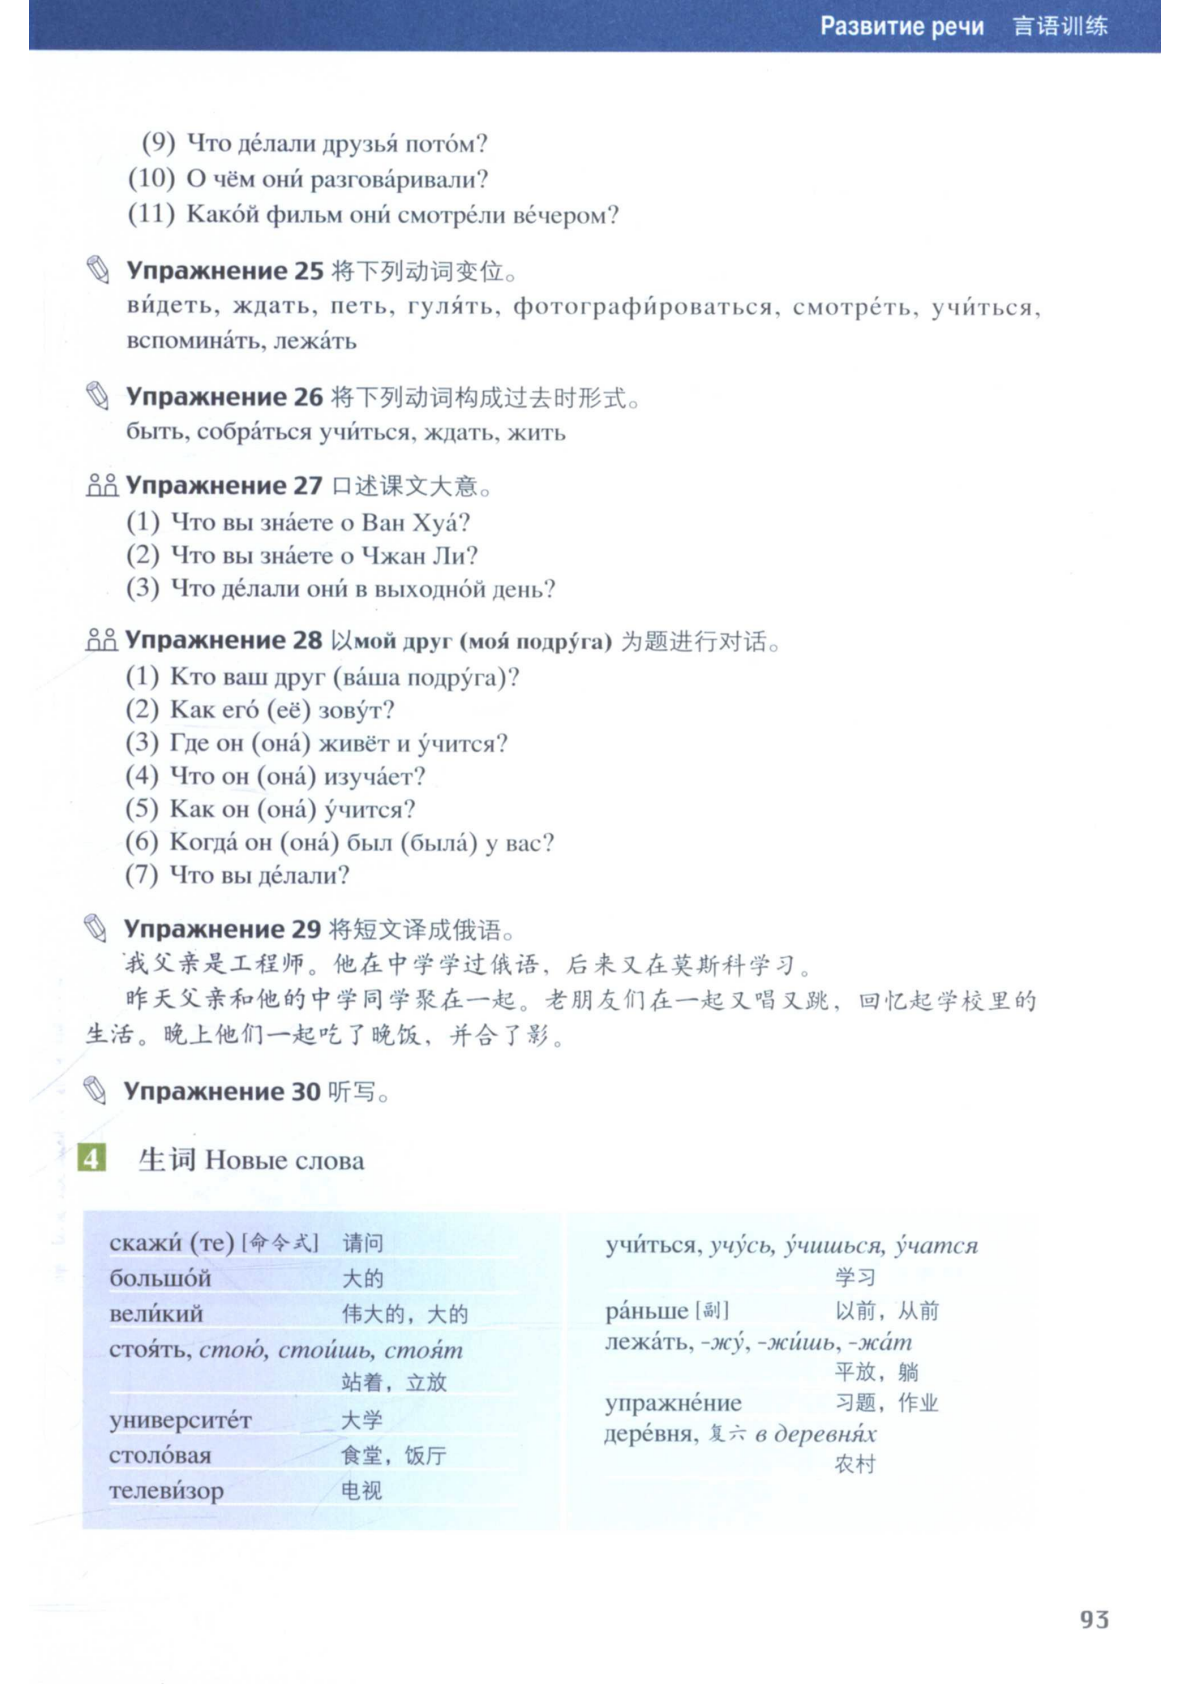 Развитие речи 言语训练
(9) Что де́лали друзья́ пото́м?
(10) О чём они́ разгова́ривали?
(11) Како́й фильм они́ смотре́ли ве́чером?
Упражнение 25 将下列动词变位。
ви́деть, ждать, петь, гуля́ть, фотографи́роваться, смотре́ть, учи́ться,
вспомина́ть, лежа́ть
Упражнение 26 将下列动词构成过去时形式。
быть, собра́ться учи́ться, ждать, жить
Упражнение 27 口述课文大意。
(1) Что вы зна́ете о Ван Хуа́?
(2) Что вы зна́ете о Чжан Ли?
(3) Что де́лали они́ в выходно́й день?
Упражнение 28 以мой друг (моя́ подру́га) 为题进行对话。
(1) Кто ваш друг (ва́ша подру́га)?
(2) Как его́ (её) зову́т?
(3) Где он (она́) живёт и у́чится?
(4) Что он (она́) изуча́ет?
(5) Как он (она́) у́чится?
(6) Когда́ он (она́) был (была́) у вас?
(7) Что вы де́лали?
Упражнение 29 将短文译成俄语。
我父亲是工程师。他在中学学过俄语，后来又在莫斯科学习。
昨天父亲和他的中学同学聚在一起。老朋友们在一起又唱又跳，回忆起学校里的
生活。晚上他们一起吃了晚饭，并合了影。
Упражнение 30 听写。
4 生词 Новые слова
скажи́ (те) [命令式] 请问
большо́й 大的
вели́кий 伟大的，大的
стоя́ть, стою́, стои́шь, стоя́т
站着，立放
университе́т 大学
столо́вая 食堂，饭厅
телеви́зор 电视
учи́ться, учу́сь, у́чишься, у́чатся
学习
ра́ньше [副] 以前，从前
лежа́ть, -жу́, -жи́шь, -жа́т
平放，躺
упражне́ние 习题，作业
дере́вня, 复六 в деревня́х
农村
93